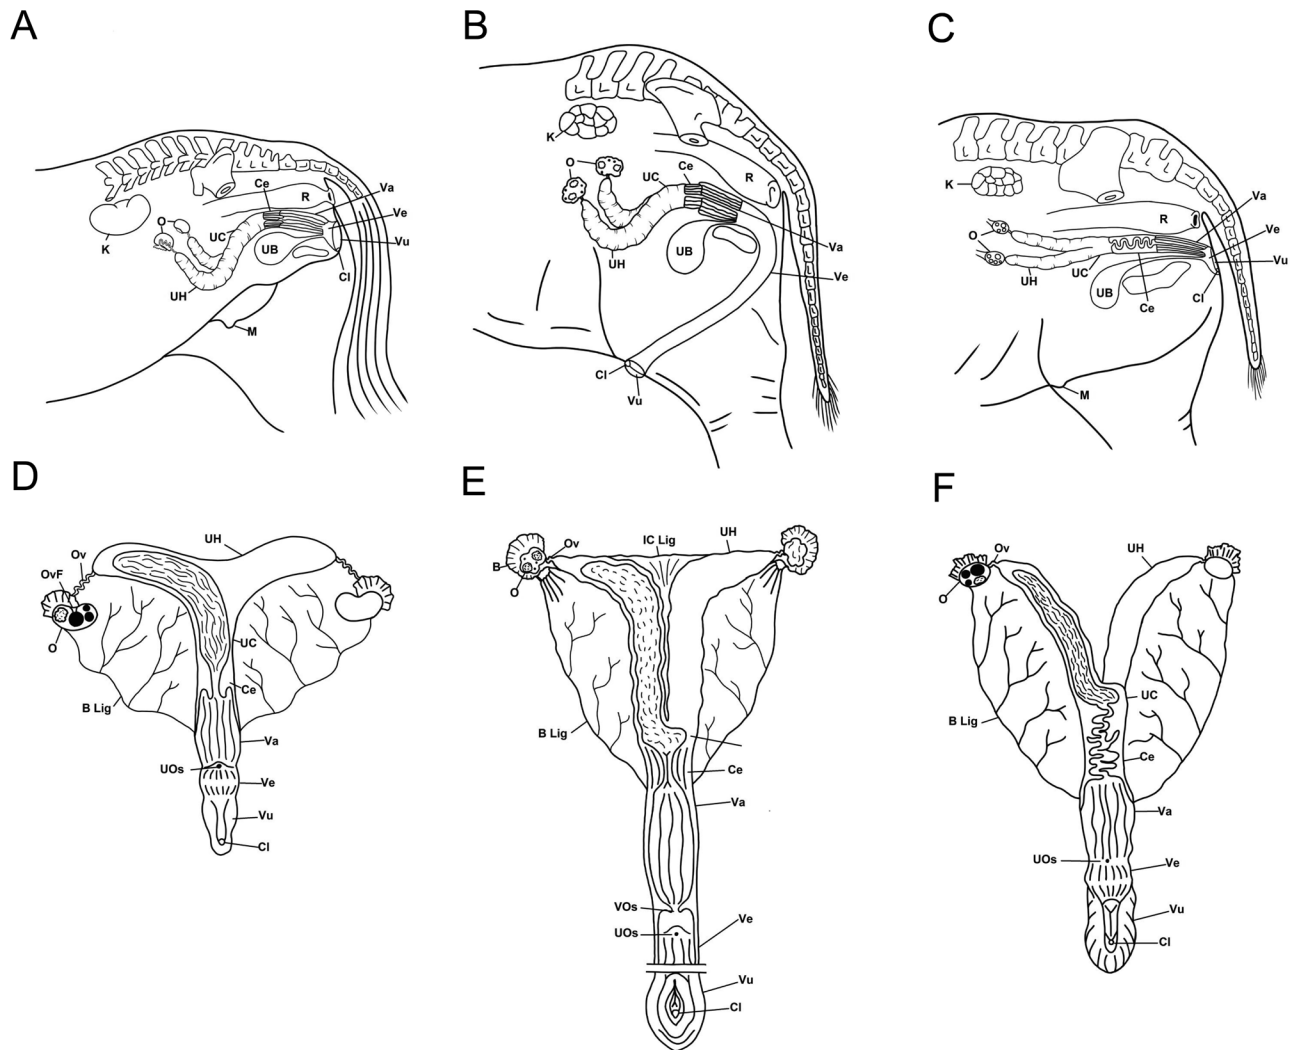 A
B
C
K
O
UC
Ce
R
UB
UH
M
Va
Ve
Vu
Cl
K
O
UC
Ce
R
UB
UH
Va
Ve
Cl
Vu
K
O
R
UC
UH
UB
Ce
Cl
M
Va
Ve
Vu
D
E
F
UH
Ov
OvF
O
UC
Ce
B Lig
Va
UOs
Ve
Vu
Cl
Ov
IC Lig
UH
B
O
B Lig
Ce
Va
VOs
UOs
Ve
Vu
Cl
Ov
UH
O
UC
B Lig
Ce
Va
UOs
Ve
Vu
Cl